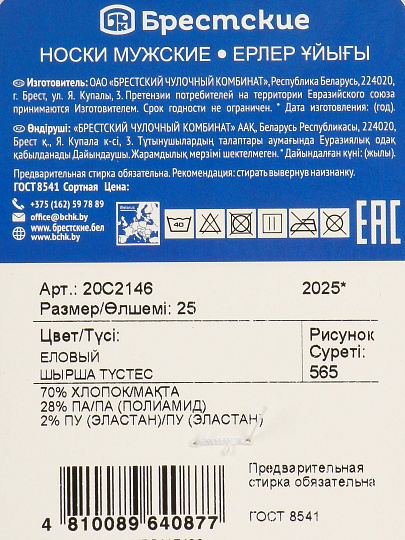 БЧК Брестские
НОСКИ МУЖСКИЕ • ЕРЛЕР ҰЙЫҒЫ
Изготовитель: ОАО «БРЕСТСКИЙ ЧУЛОЧНЫЙ КОМБИНАТ», Республика Беларусь, 224020,
г. Брест, ул. Я. Купалы, 3. Претензии потребителей на территории Евразийского союза
принимаются Изготовителем. Срок годности не ограничен. * Дата изготовления: (год).
Өндіруші: «БРЕСТСКИЙ ЧУЛОЧНЫЙ КОМБИНАТ» ААҚ, Беларусь Республикасы, 224020,
Брест қ., Я. Купала к-сі, 3. Тұтынушылардың талаптары аумағында Еуразиялық одақ
қабылданады Дайындаушы. Жарамдылық мерзімі шектелмеген. * Дайындалған күні: (жылы).
Предварительная стирка обязательна. Рекомендация: стирать вывернув наизнанку.
ГОСТ 8541 Сортная Цена:
+375 (162) 59 78 89
office@bchk.by
www.брестские.бел
www.bchk.by
40
EAC
Арт.: 20С2146 2025*
Размер/Өлшемі: 25
Цвет/Түсі:
ЕЛОВЫЙ
ШЫРША ТҮСТЕС
Рисунок
Суреті:
565
70% ХЛОПОК/МАҚТА
28% ПА/ПА (ПОЛИАМИД)
2% ПУ (ЭЛАСТАН)/ПУ (ЭЛАСТАН)
Предварительная
стирка обязательна
ГОСТ 8541
4 810089 640877